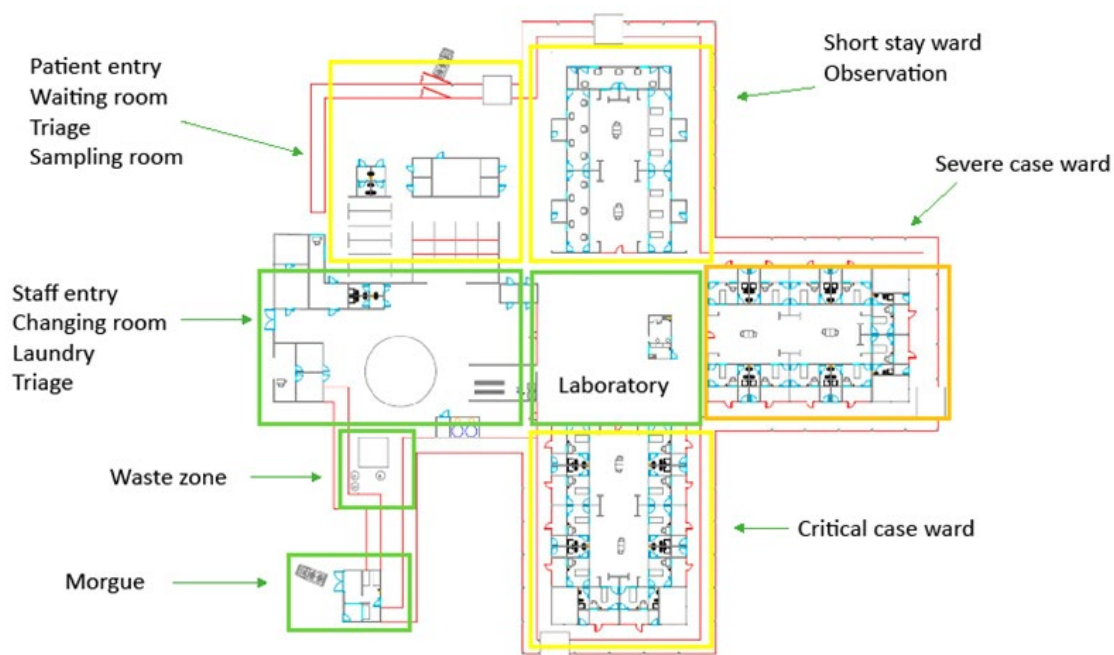 Patient entry
Waiting room
Triage
Sampling room
Short stay ward
Observation
Severe case ward
Staff entry
Changing room
Laundry
Triage
Laboratory
Waste zone
Critical case ward
Morgue